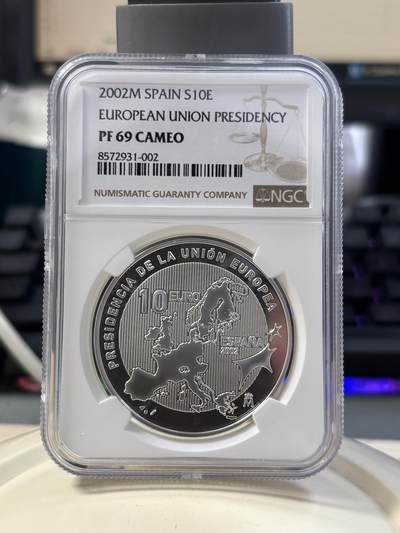 2002M SPAIN S10E
EUROPEAN UNION PRESIDENCY
PF 69 CAMEO
8572931-002
NUMISMATIC GUARANTY COMPANY NGC
PRESIDENCIA DE LA UNIÓN EUROPEA
10 EURO
ESPAÑA
2002
M